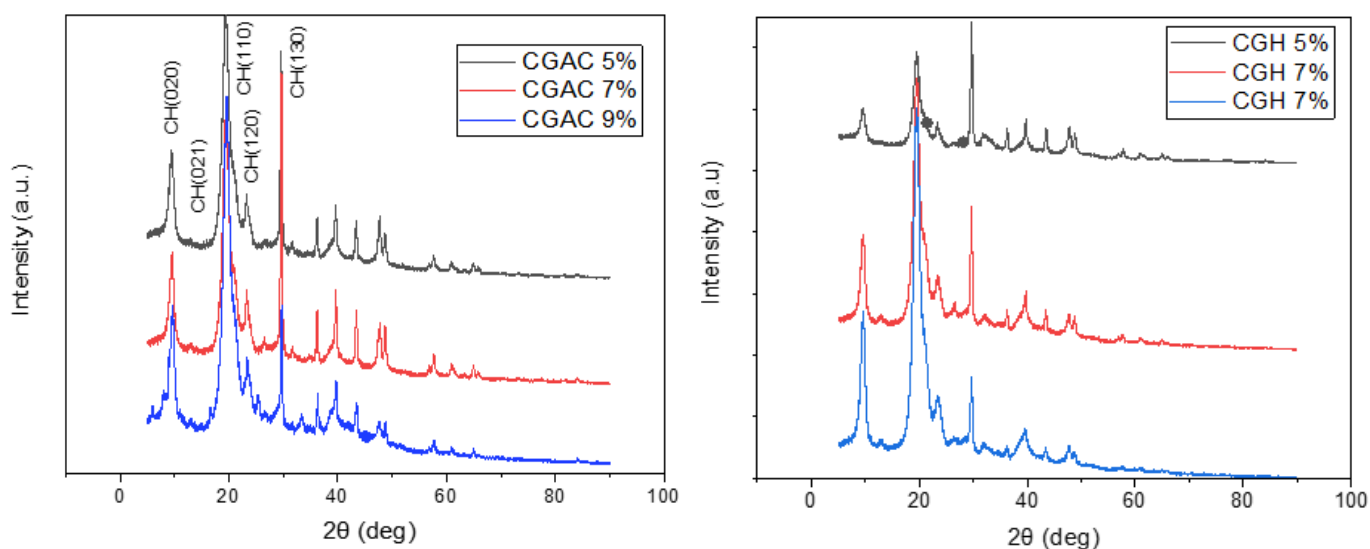 CH(020)
CH(021)
CH(110)
CH(120)
CH(130)
CGAC 5%
CGAC 7%
CGAC 9%
Intensity (a.u.)
0 20 40 60 80 100
2θ (deg)
CGH 5%
CGH 7%
CGH 7%
Intensity (a.u)
0 20 40 60 80 100
2θ (deg)